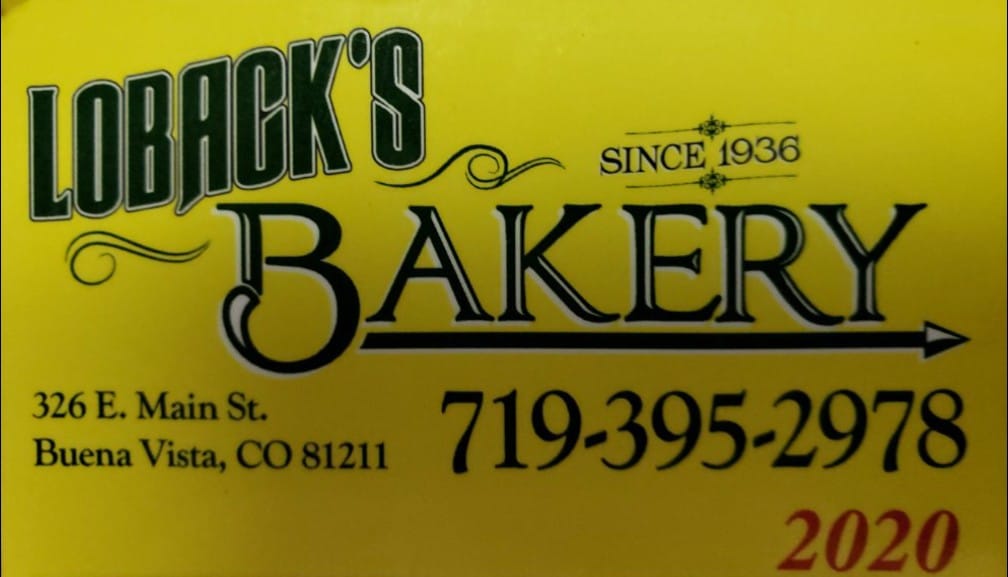 LOBACK'S
SINCE 1936
BAKERY
326 E. Main St.
Buena Vista, CO 81211
719-395-2978
2020